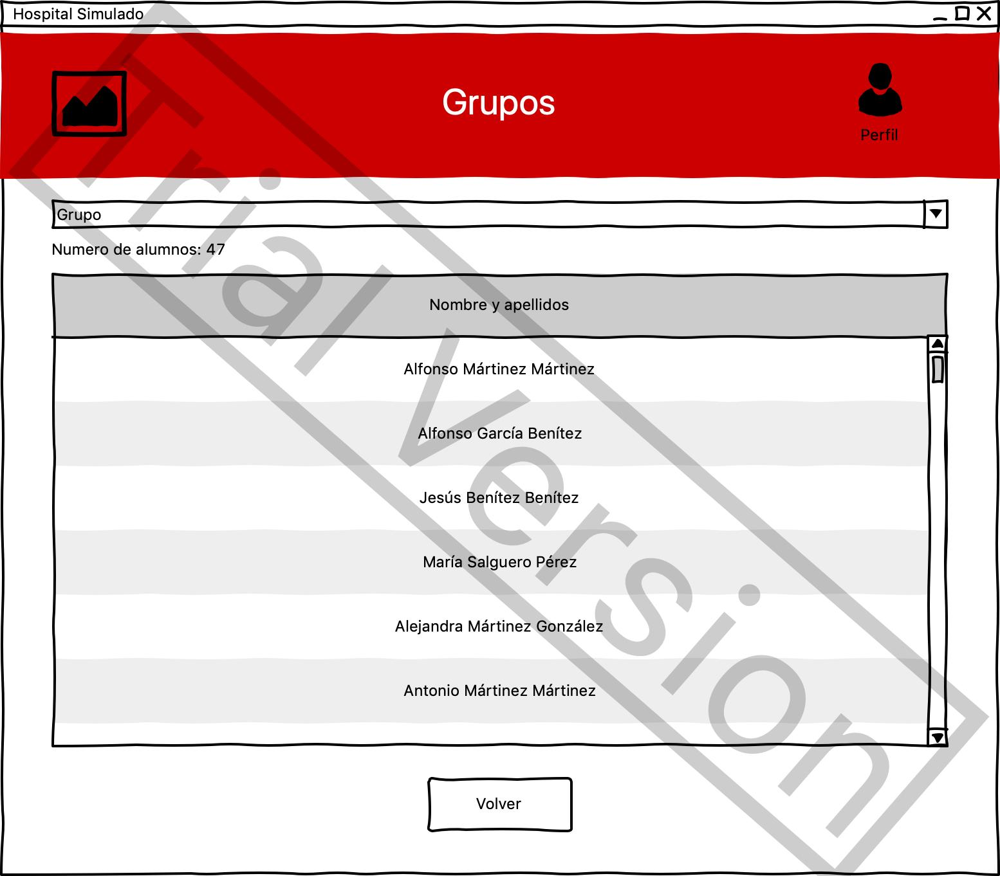 Hospital Simulado
Grupos
Perfil
Grupo
Numero de alumnos: 47
Nombre y apellidos
Alfonso Mártinez Mártinez
Alfonso García Benítez
Jesús Benítez Benítez
María Salguero Pérez
Alejandra Mártinez González
Antonio Mártinez Mártinez
Volver
Trial Version